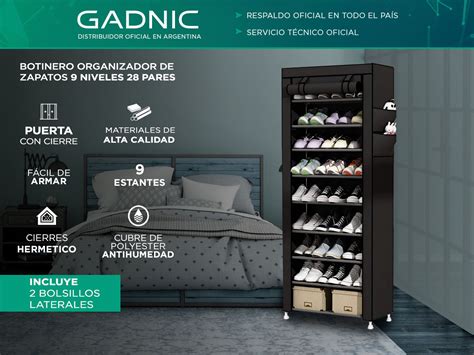 GADNIC
DISTRIBUIDOR OFICIAL EN ARGENTINA
RESPALDO OFICIAL EN TODO EL PAÍS
SERVICIO TÉCNICO OFICIAL
BOTINERO ORGANIZADOR DE
ZAPATOS 9 NIVELES 28 PARES
PUERTA
CON CIERRE
MATERIALES DE
ALTA CALIDAD
FÁCIL DE
ARMAR
9
ESTANTES
CIERRES
HERMETICO
CUBRE DE
POLYESTER
ANTIHUMEDAD
INCLUYE
2 BOLSILLOS
LATERALES